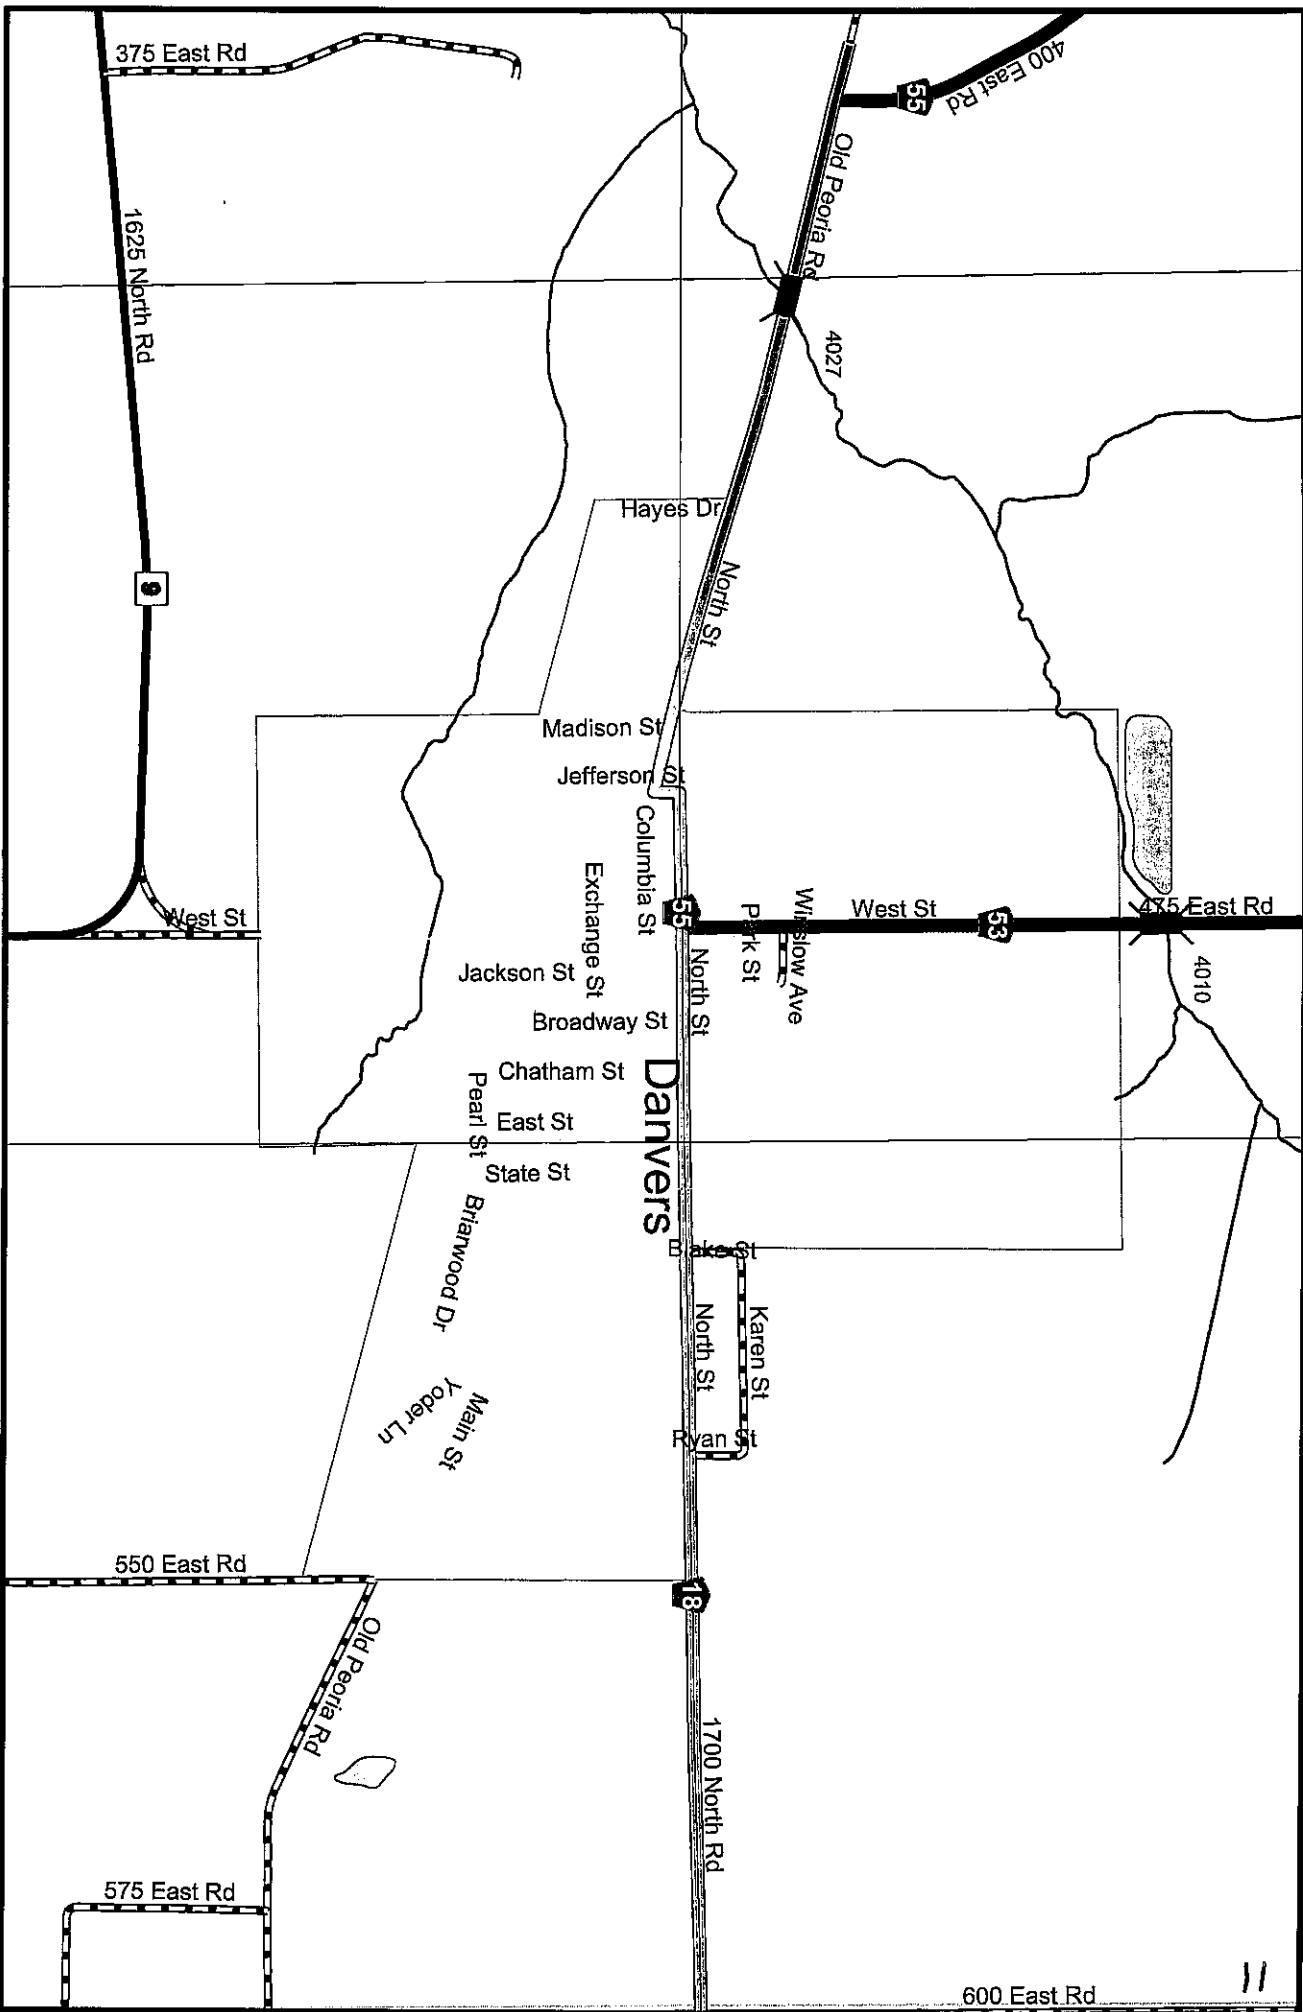 375 East Rd
400 East Rd
55
Old Peoria Rd
1625 North Rd
4027
Hayes Dr
9
North St
Madison St
Jefferson St
Columbia St
Exchange St
55
West St
53
475 East Rd
West St
Park St
Winslow Ave
4010
Jackson St
North St
Broadway St
Chatham St
Danvers
Pearl St
East St
State St
Briarwood Dr
Blake St
North St
Karen St
Yoder Ln
Main St
Ryan St
550 East Rd
18
Old Peoria Rd
1700 North Rd
575 East Rd
600 East Rd
11